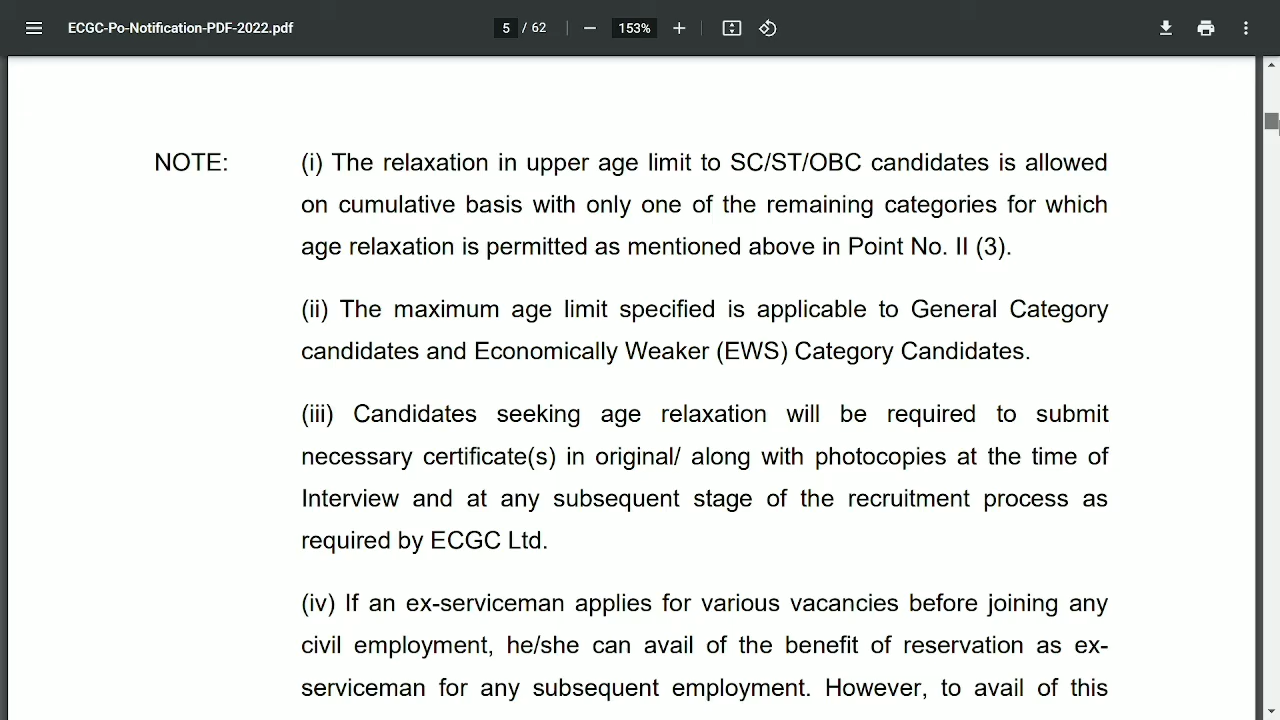 ECGC-Po-Notification-PDF-2022.pdf 5 / 62 153%
NOTE: (i) The relaxation in upper age limit to SC/ST/OBC candidates is allowed
on cumulative basis with only one of the remaining categories for which
age relaxation is permitted as mentioned above in Point No. II (3).
(ii) The maximum age limit specified is applicable to General Category
candidates and Economically Weaker (EWS) Category Candidates.
(iii) Candidates seeking age relaxation will be required to submit
necessary certificate(s) in original/ along with photocopies at the time of
Interview and at any subsequent stage of the recruitment process as
required by ECGC Ltd.
(iv) If an ex-serviceman applies for various vacancies before joining any
civil employment, he/she can avail of the benefit of reservation as ex-
serviceman for any subsequent employment. However, to avail of this